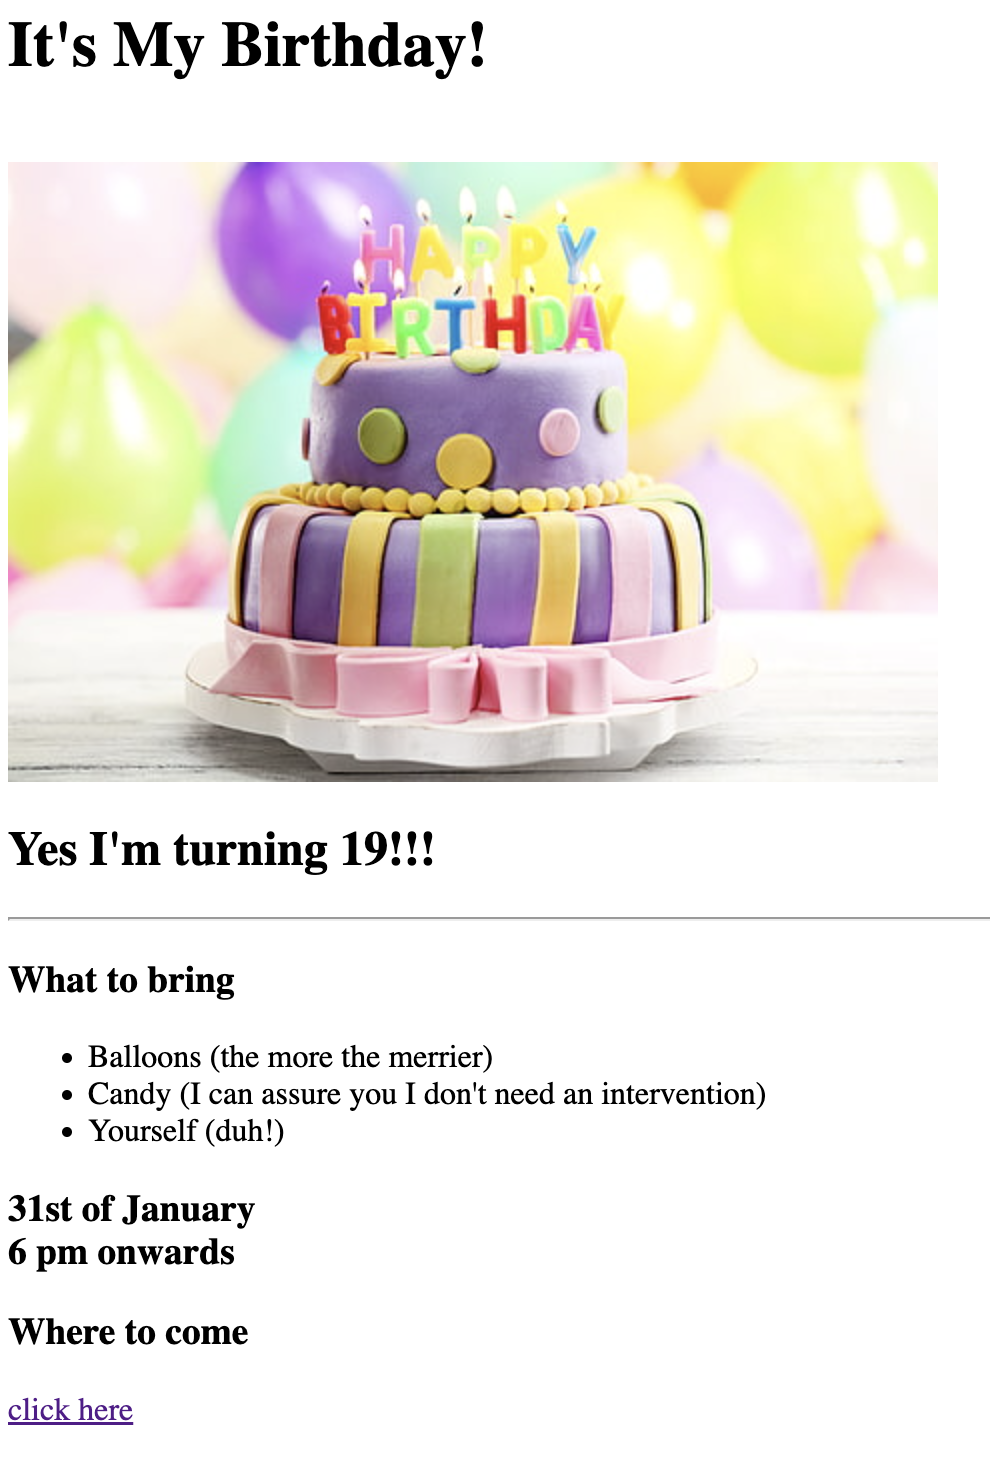 It's My Birthday!
HAPPY
BIRTHDAY
Yes I'm turning 19!!!
What to bring
Balloons (the more the merrier)
Candy (I can assure you I don't need an intervention)
Yourself (duh!)
31st of January
6 pm onwards
Where to come
click here